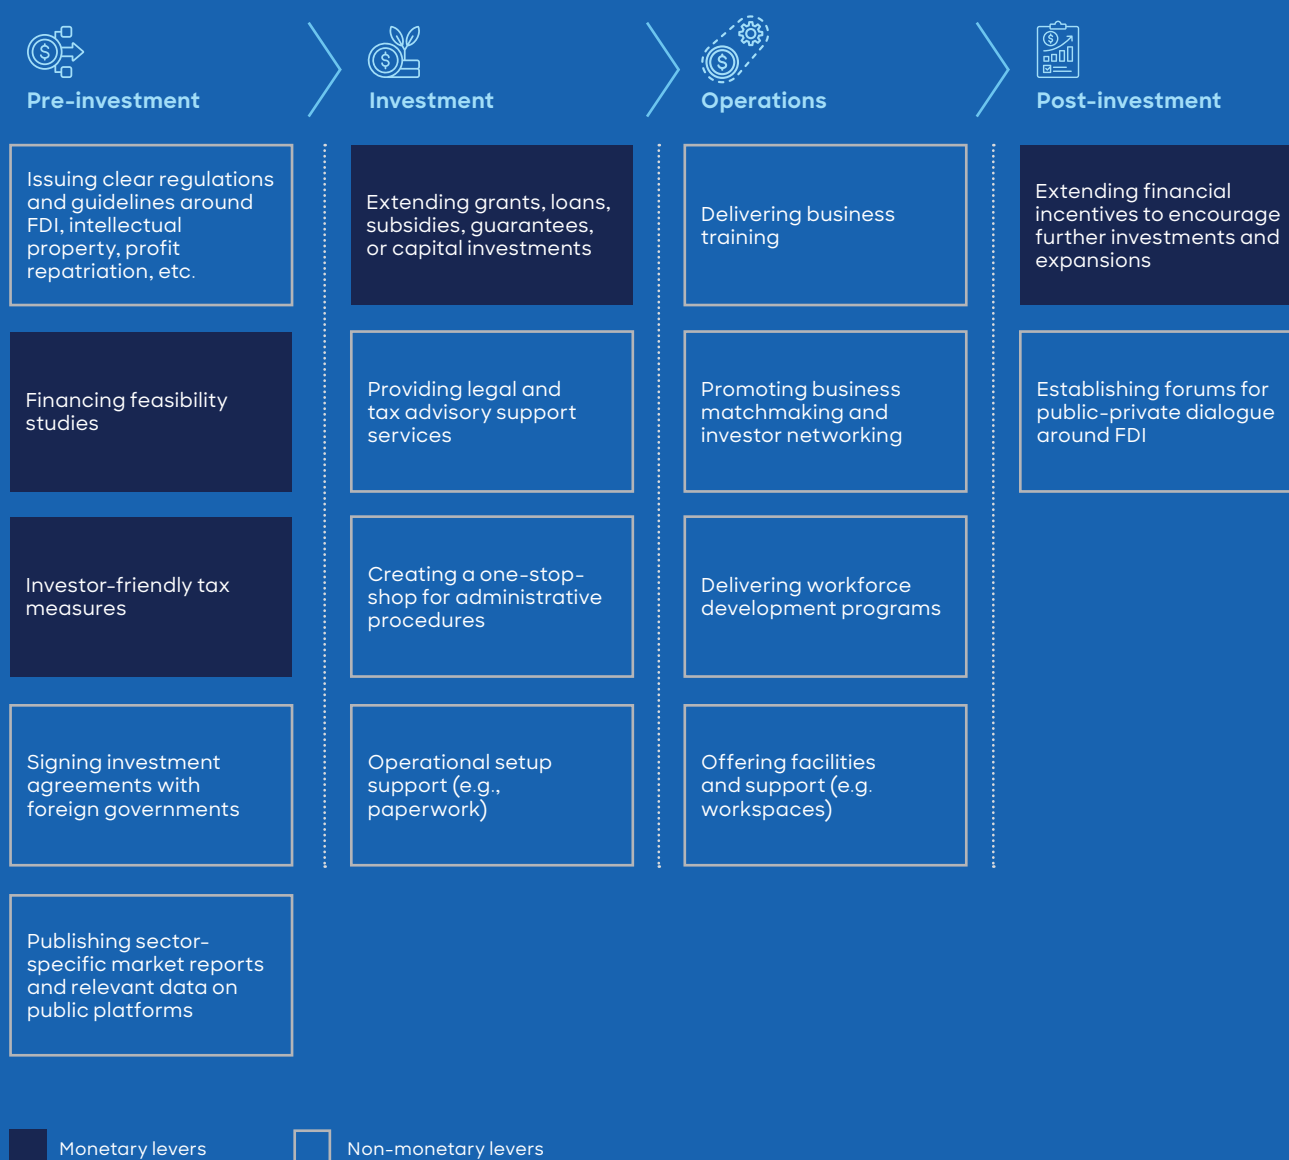 Pre-investment
Investment
Operations
Post-investment
Issuing clear regulations
and guidelines around
FDI, intellectual
property, profit
repatriation, etc.
Financing feasibility
studies
Investor-friendly tax
measures
Signing investment
agreements with
foreign governments
Publishing sector-
specific market reports
and relevant data on
public platforms
Extending grants, loans,
subsidies, guarantees,
or capital investments
Providing legal and
tax advisory support
services
Creating a one-stop-
shop for administrative
procedures
Operational setup
support (e.g.,
paperwork)
Delivering business
training
Promoting business
matchmaking and
investor networking
Delivering workforce
development programs
Offering facilities
and support (e.g.
workspaces)
Extending financial
incentives to encourage
further investments and
expansions
Establishing forums for
public-private dialogue
around FDI
Monetary levers
Non-monetary levers